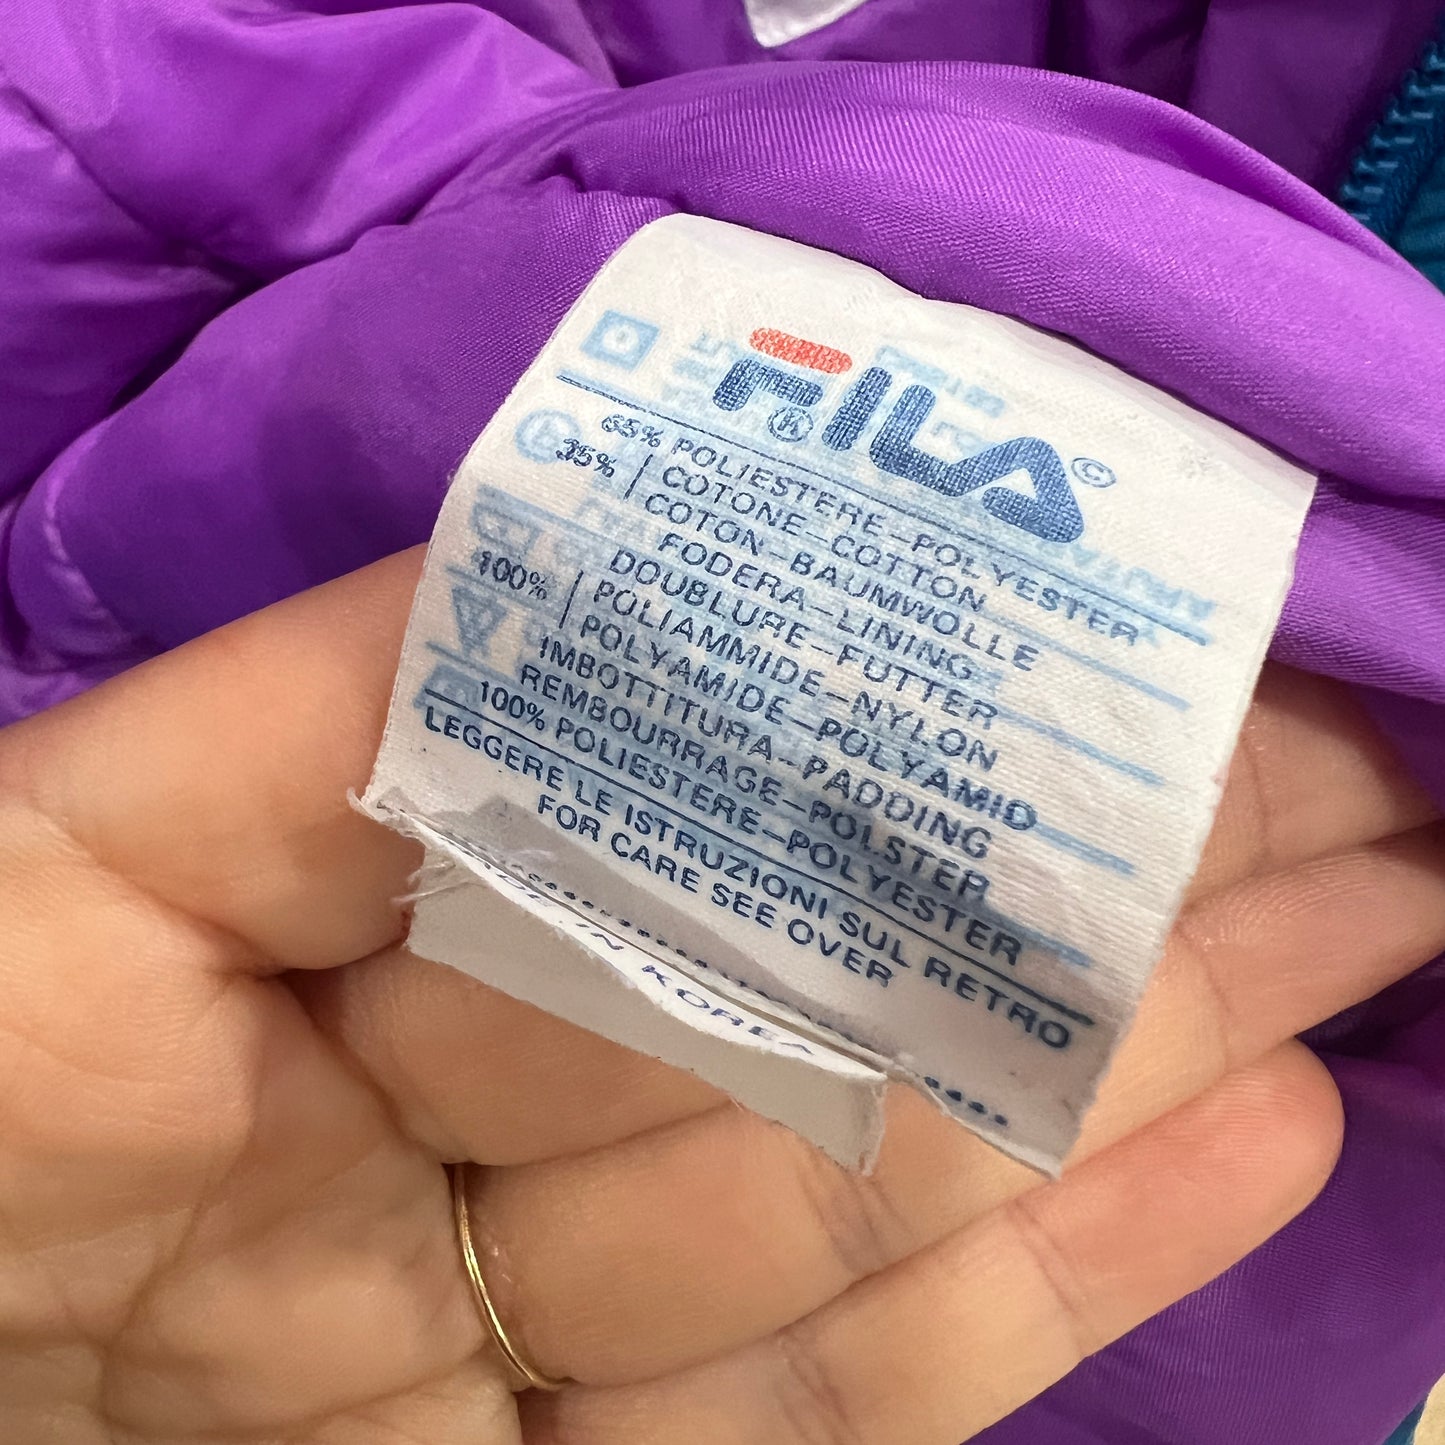 FILA
®
©
65% POLIESTERE–POLYESTER
35% COTONE–COTTON
COTON–BAUMWOLLE
FODERA–LINING
DOUBLURE–FUTTER
100% POLIAMMIDE–NYLON
POLYAMIDE–POLYAMID
IMBOTTITURA–PADDING
REMBOURRAGE–POLSTER
100% POLIESTERE–POLYESTER
LEGGERE LE ISTRUZIONI SUL RETRO
FOR CARE SEE OVER
IN KOREA